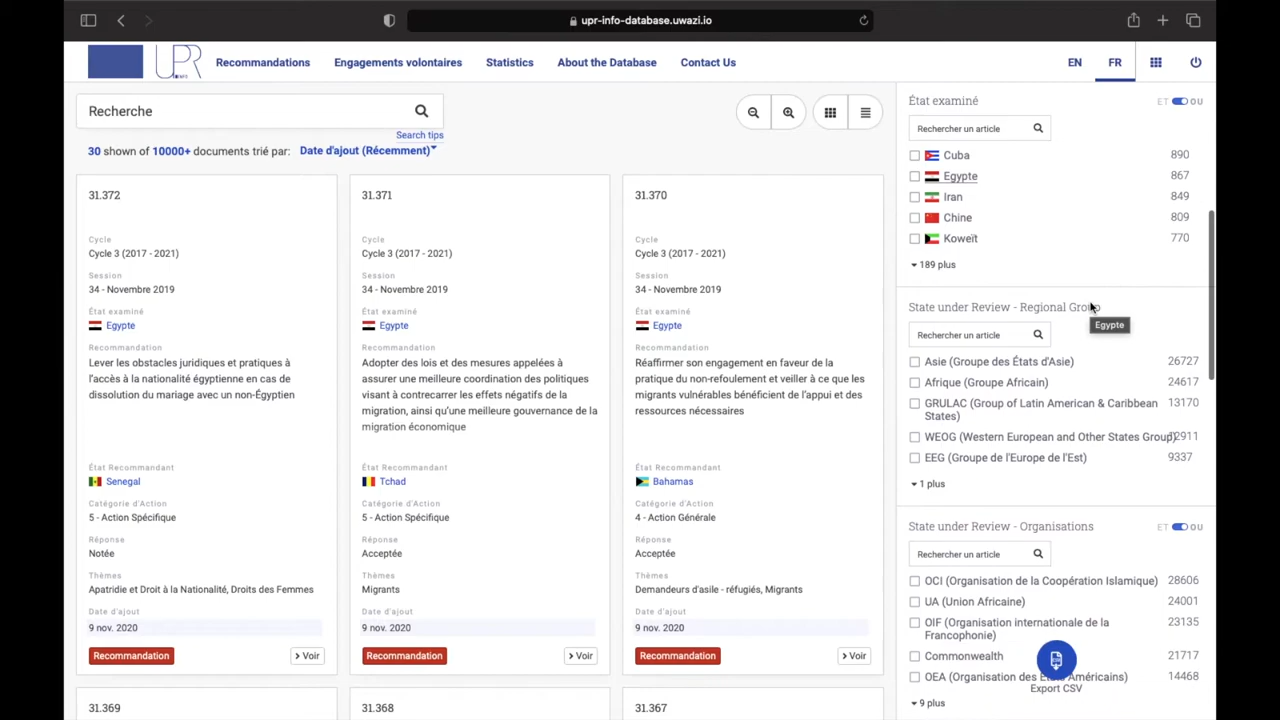 upr-info-database.uwazi.io
UPR
Recommandations
Engagements volontaires
Statistics
About the Database
Contact Us
EN
FR
Recherche
Search tips
30 shown of 10000+ documents trié par: Date d'ajout (Récemment)
31.372
Cycle
Cycle 3 (2017 - 2021)
Session
34 - Novembre 2019
État examiné
Egypte
Recommandation
Lever les obstacles juridiques et pratiques à
l'accès à la nationalité égyptienne en cas de
dissolution du mariage avec un non-Égyptien
État Recommandant
Senegal
Catégorie d'Action
5 - Action Spécifique
Réponse
Notée
Thèmes
Apatridie et Droit à la Nationalité, Droits des Femmes
Date d'ajout
9 nov. 2020
Recommandation
Voir
31.371
Cycle
Cycle 3 (2017 - 2021)
Session
34 - Novembre 2019
État examiné
Egypte
Recommandation
Adopter des lois et des mesures appelées à
assurer une meilleure coordination des politiques
visant à contrecarrer les effets négatifs de la
migration, ainsi qu'une meilleure gouvernance de la
migration économique
État Recommandant
Tchad
Catégorie d'Action
5 - Action Spécifique
Réponse
Acceptée
Thèmes
Migrants
Date d'ajout
9 nov. 2020
Recommandation
Voir
31.370
Cycle
Cycle 3 (2017 - 2021)
Session
34 - Novembre 2019
État examiné
Egypte
Recommandation
Réaffirmer son engagement en faveur de la
pratique du non-refoulement et veiller à ce que les
migrants vulnérables bénéficient de l'appui et des
ressources nécessaires
État Recommandant
Bahamas
Catégorie d'Action
4 - Action Générale
Réponse
Acceptée
Thèmes
Demandeurs d'asile - réfugiés, Migrants
Date d'ajout
9 nov. 2020
Recommandation
Voir
31.369
31.368
31.367
État examiné
ET OU
Rechercher un article
Cuba 890
Egypte 867
Iran 849
Chine 809
Koweït 770
189 plus
State under Review - Regional Group
Egypte
Rechercher un article
Asie (Groupe des États d'Asie) 26727
Afrique (Groupe Africain) 24617
GRULAC (Group of Latin American & Caribbean 13170
States)
WEOG (Western European and Other States Group) 12911
EEG (Groupe de l'Europe de l'Est) 9337
1 plus
State under Review - Organisations
ET OU
Rechercher un article
OCI (Organisation de la Coopération Islamique) 28606
UA (Union Africaine) 24001
OIF (Organisation internationale de la 23135
Francophonie)
Commonwealth 21717
OEA (Organisation des États Américains) 14468
Export CSV
9 plus